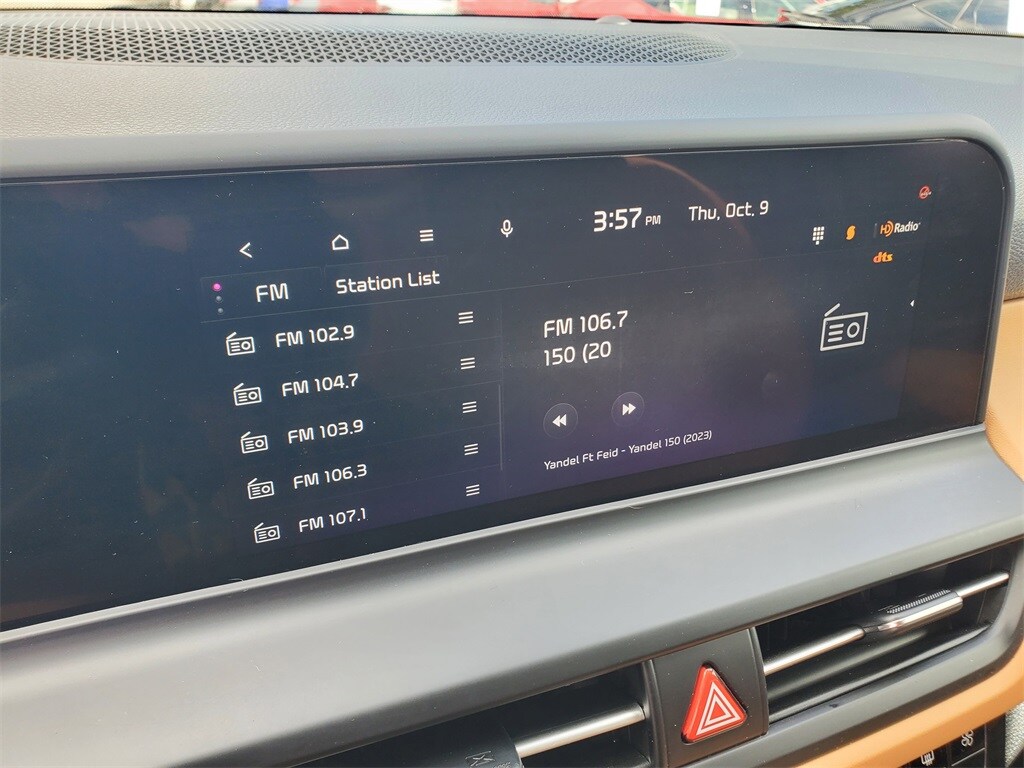 3:57 PM Thu, Oct. 9
HD Radio
dts
FM Station List
FM 102.9
FM 104.7
FM 103.9
FM 106.3
FM 107.1
FM 106.7
150 (20
Yandel Ft Feid - Yandel 150 (2023)